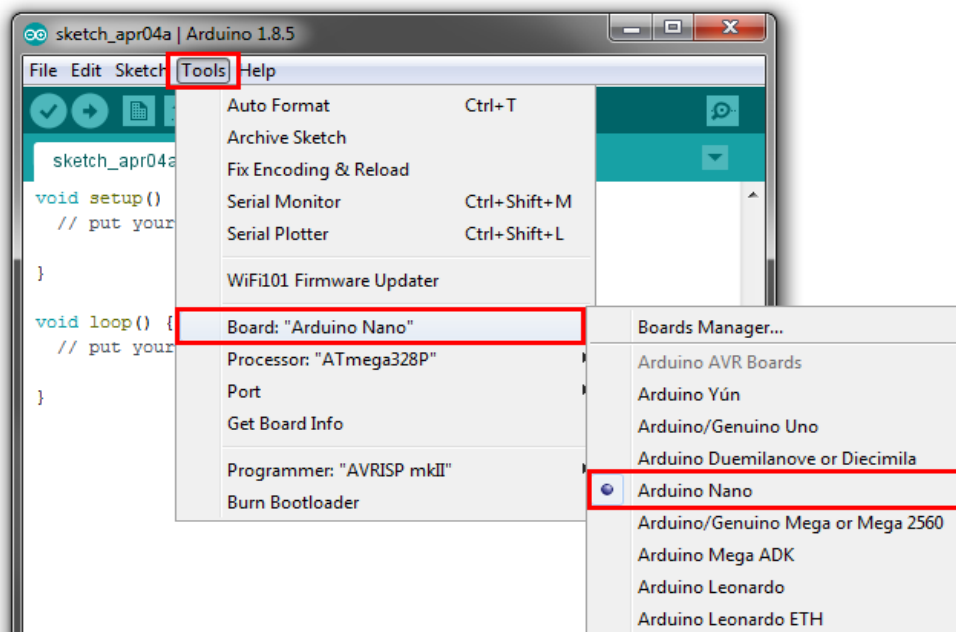 sketch_apr04a | Arduino 1.8.5
File Edit Sketch Tools Help
Auto Format Ctrl+T
Archive Sketch
Fix Encoding & Reload
Serial Monitor Ctrl+Shift+M
Serial Plotter Ctrl+Shift+L
WiFi101 Firmware Updater
Board: "Arduino Nano"
Processor: "ATmega328P"
Port
Get Board Info
Programmer: "AVRISP mkII"
Burn Bootloader
sketch_apr04a
void setup()
// put your
}
void loop() {
// put your
}
Boards Manager...
Arduino AVR Boards
Arduino Yún
Arduino/Genuino Uno
Arduino Duemilanove or Diecimila
Arduino Nano
Arduino/Genuino Mega or Mega 2560
Arduino Mega ADK
Arduino Leonardo
Arduino Leonardo ETH